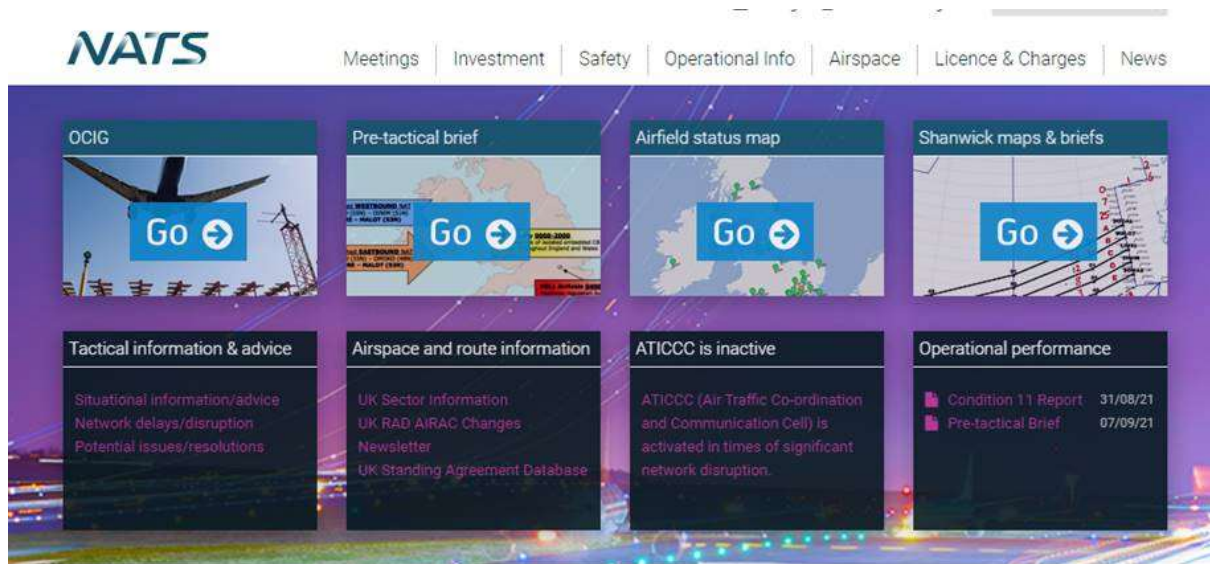 NATS
Meetings
Investment
Safety
Operational Info
Airspace
Licence & Charges
News
OCIG
Go
Pre-tactical brief
Go
Airfield status map
Go
Shanwick maps & briefs
Go
Tactical information & advice
Situational information/advice
Network delays/disruption
Potential issues/resolutions
Airspace and route information
UK Sector Information
UK RAD AIRAC Changes
Newsletter
UK Standing Agreement Database
ATICCC is inactive
ATICCC (Air Traffic Co-ordination
and Communication Cell) is
activated in times of significant
network disruption.
Operational performance
Condition 11 Report 31/08/21
Pre-tactical Brief 07/09/21